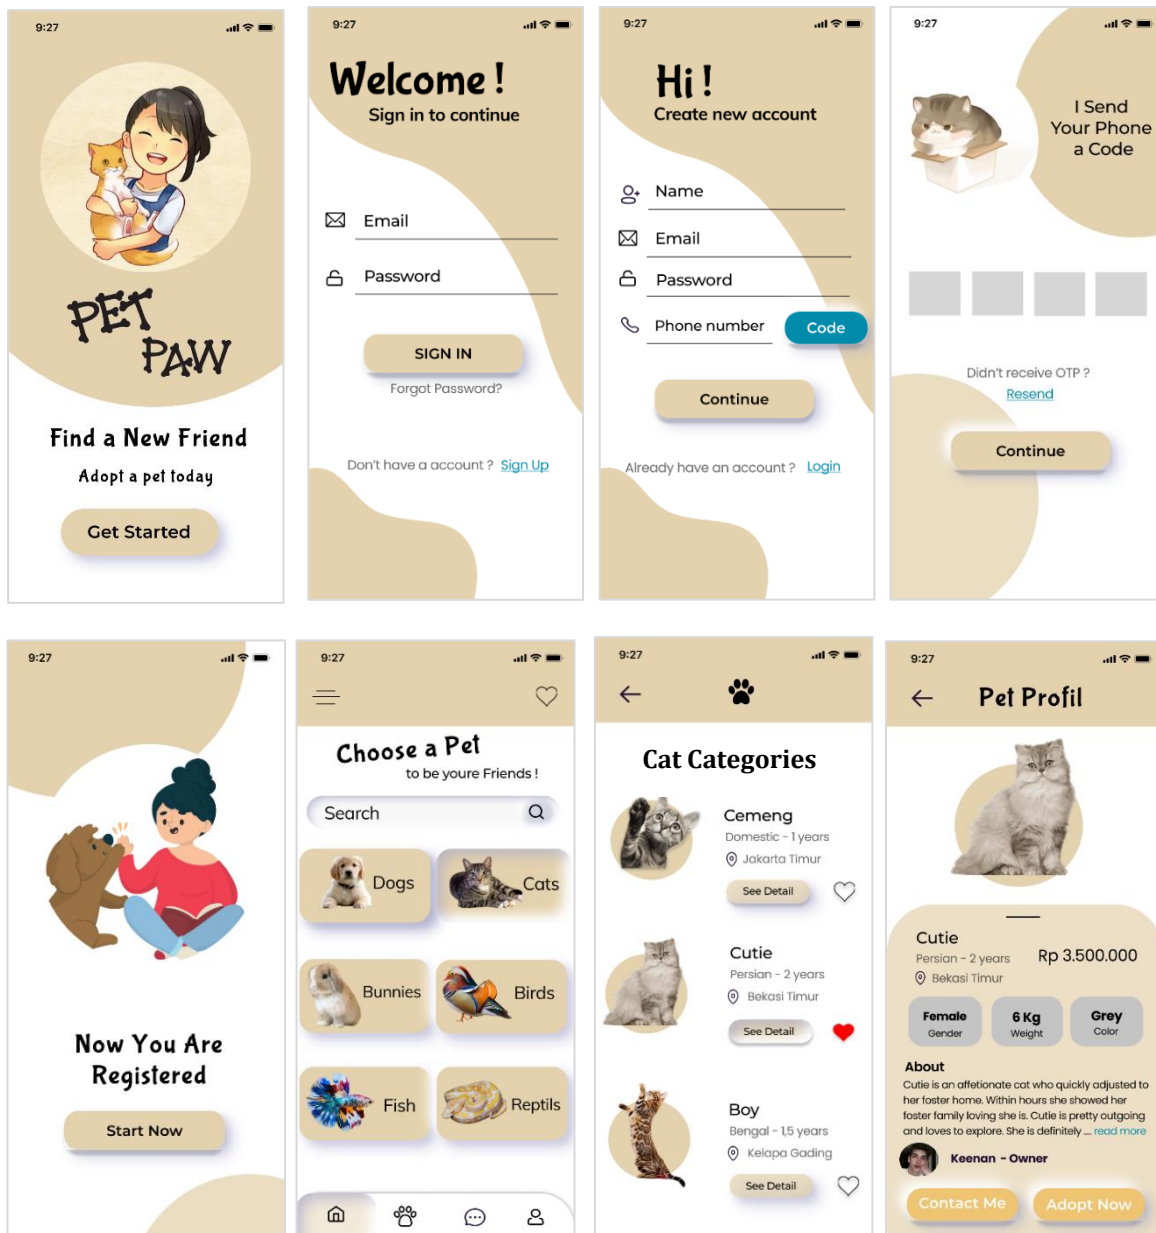 9:27
PET
PAW
Find a New Friend
Adopt a pet today
Get Started
9:27
Welcome !
Sign in to continue
Email
Password
SIGN IN
Forgot Password?
Don't have a account ? Sign Up
9:27
Hi !
Create new account
Name
Email
Password
Phone number
Code
Continue
Already have an account ? Login
9:27
I Send
Your Phone
a Code
Didn't receive OTP ?
Resend
Continue
9:27
Now You Are
Registered
Start Now
9:27
Choose a Pet
to be youre Friends !
Search
Dogs
Cats
Bunnies
Birds
Fish
Reptils
9:27
Cat Categories
Cemeng
Domestic - 1 years
Jakarta Timur
See Detail
Cutie
Persian - 2 years
Bekasi Timur
See Detail
Boy
Bengal - 1,5 years
Kelapa Gading
See Detail
9:27
Pet Profil
Cutie
Persian - 2 years
Rp 3.500.000
Bekasi Timur
Female
Gender
6 Kg
Weight
Grey
Color
About
Cutie is an affetionate cat who quickly adjusted to
her foster home. Within hours she showed her
foster family loving she is. Cutie is pretty outgoing
and loves to explore. She is definitely ... read more
Keenan - Owner
Contact Me
Adopt Now